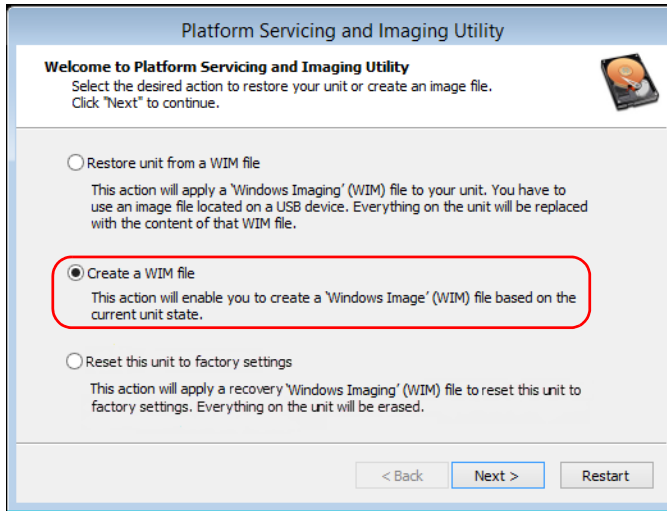 Platform Servicing and Imaging Utility
Welcome to Platform Servicing and Imaging Utility
Select the desired action to restore your unit or create an image file.
Click "Next" to continue.
Restore unit from a WIM file
This action will apply a 'Windows Imaging' (WIM) file to your unit. You have to
use an image file located on a USB device. Everything on the unit will be replaced
with the content of that WIM file.
Create a WIM file
This action will enable you to create a 'Windows Image' (WIM) file based on the
current unit state.
Reset this unit to factory settings
This action will apply a recovery 'Windows Imaging' (WIM) file to reset this unit to
factory settings. Everything on the unit will be erased.
< Back
Next >
Restart